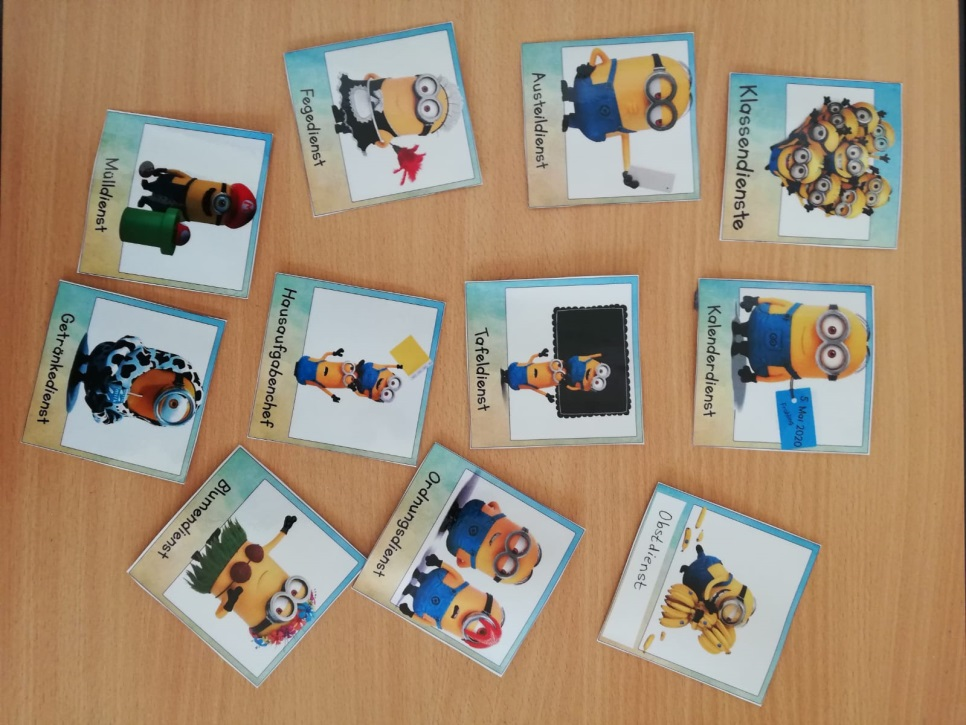 Klassendienste
Austeildienst
Fegedienst
Mülldienst
Kalenderdienst
5. Mai 2020
Tafeldienst
Hausaufgabenchef
Getränkedienst
Obstdienst
Ordnungsdienst
Blumendienst